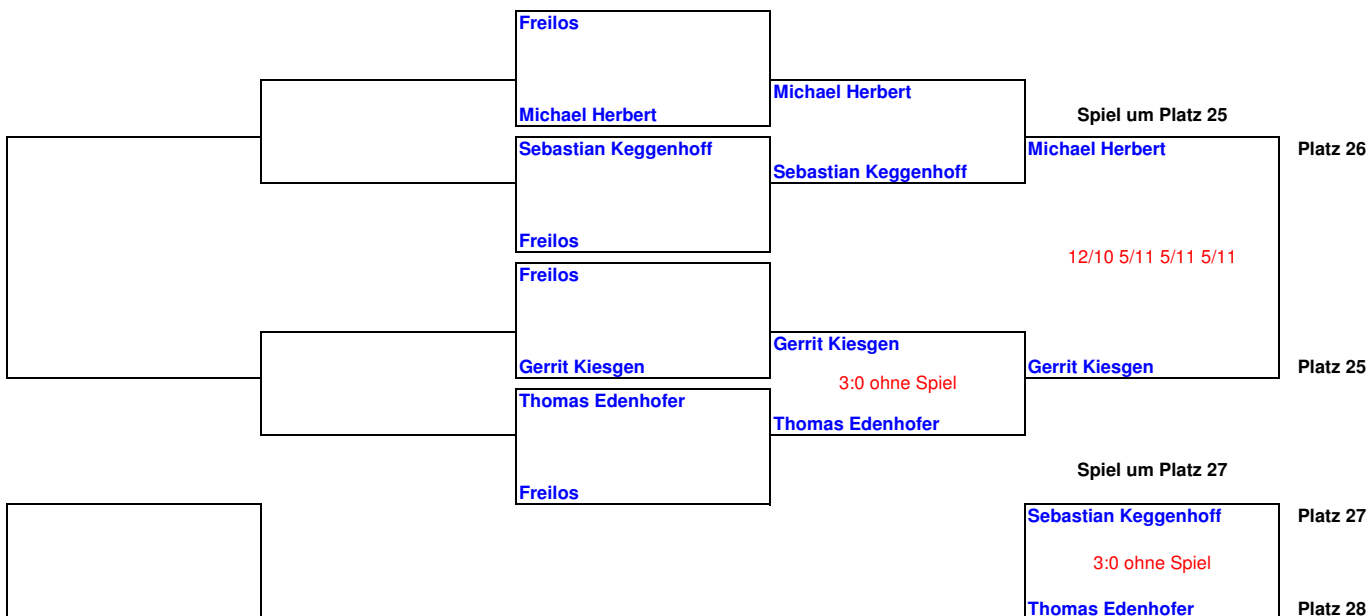 Freilos
Michael Herbert
Michael Herbert
Spiel um Platz 25
Sebastian Keggenhoff
Michael Herbert
Platz 26
Sebastian Keggenhoff
Freilos
12/10 5/11 5/11 5/11
Freilos
Gerrit Kiesgen
Gerrit Kiesgen
Gerrit Kiesgen
Platz 25
3:0 ohne Spiel
Thomas Edenhofer
Thomas Edenhofer
Spiel um Platz 27
Freilos
Sebastian Keggenhoff
Platz 27
3:0 ohne Spiel
Thomas Edenhofer
Platz 28